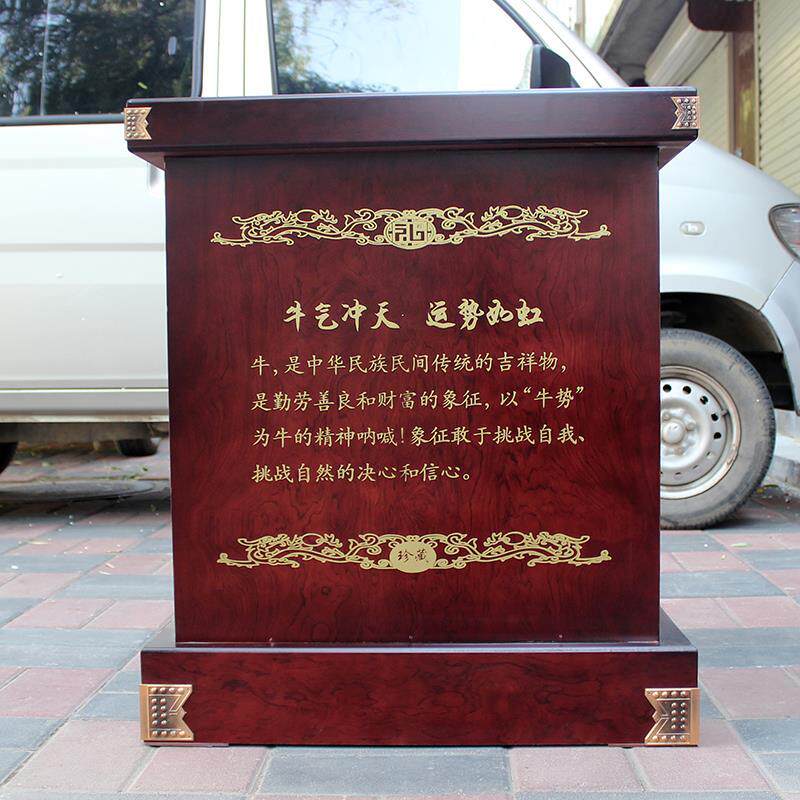 牛气冲天 运势如虹
牛，是中华民族民间传统的吉祥物，
是勤劳善良和财富的象征，以“牛势”
为牛的精神呐喊！象征敢于挑战自我、
挑战自然的决心和信心。
珍藏